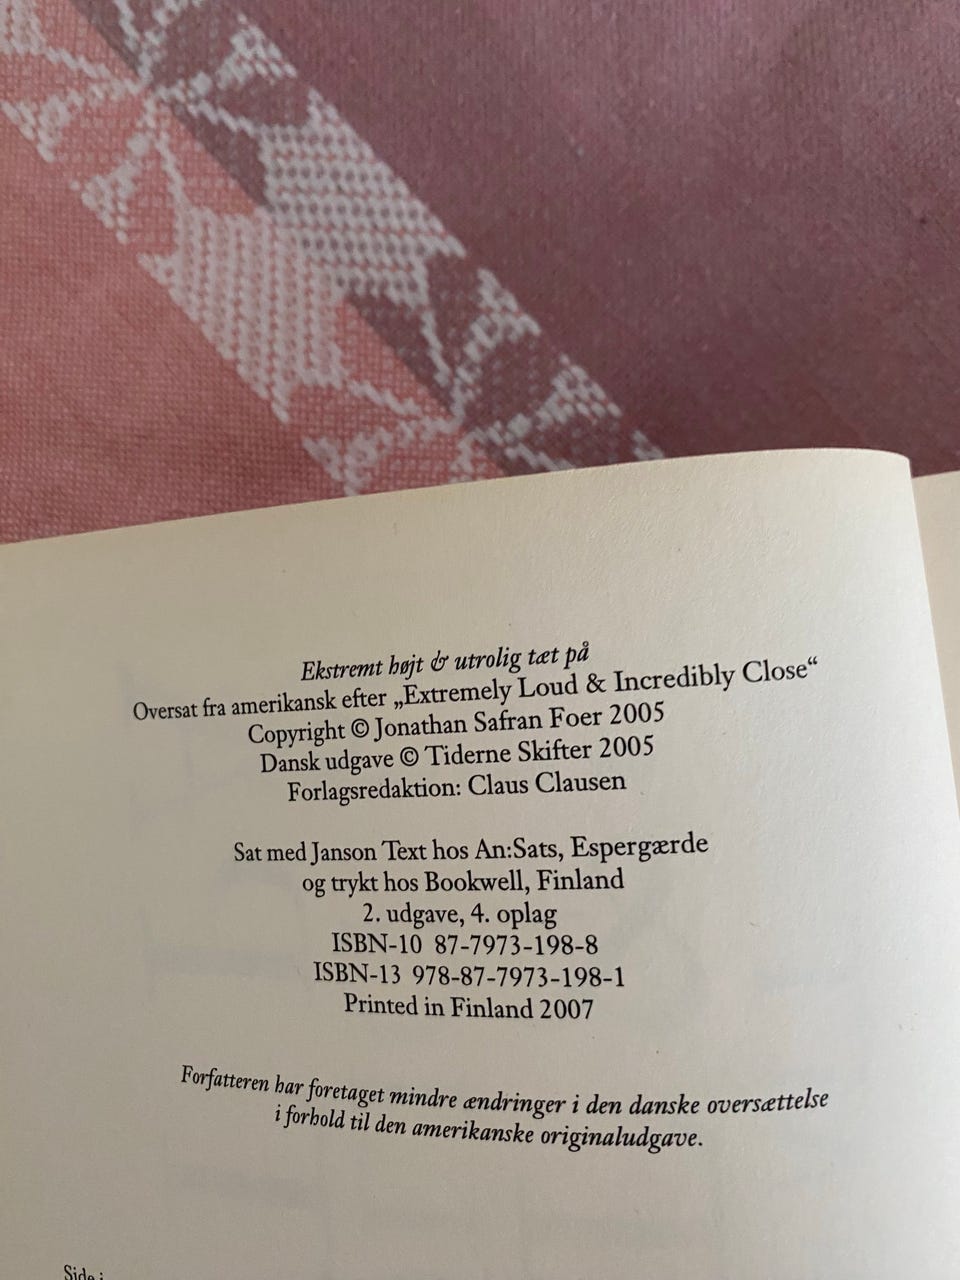 Ekstremt højt & utrolig tæt på
Oversat fra amerikansk efter „Extremely Loud & Incredibly Close“
Copyright © Jonathan Safran Foer 2005
Dansk udgave © Tiderne Skifter 2005
Forlagsredaktion: Claus Clausen
Sat med Janson Text hos An:Sats, Espergærde
og trykt hos Bookwell, Finland
2. udgave, 4. oplag
ISBN-10 87-7973-198-8
ISBN-13 978-87-7973-198-1
Printed in Finland 2007
Forfatteren har foretaget mindre ændringer i den danske oversættelse
i forhold til den amerikanske originaludgave.
Side i